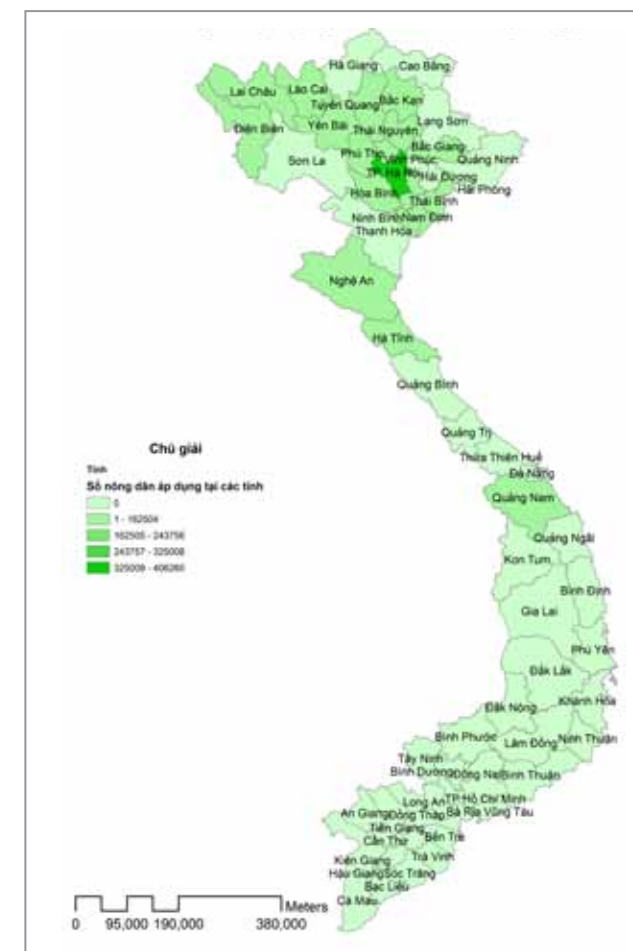 Hà Giang
Cao Bằng
Lai Châu
Lào Cai
Tuyên Quang
Bắc Kạn
Lạng Sơn
Điện Biên
Yên Bái
Thái Nguyên
Bắc Giang
Phú Thọ
Vĩnh Phúc
Quảng Ninh
Sơn La
TP. Hà Nội
Hải Dương
Hải Phòng
Hòa Bình
Thái Bình
Ninh Bình
Nam Định
Thanh Hóa
Nghệ An
Hà Tĩnh
Quảng Bình
Quảng Trị
Thừa Thiên Huế
Đà Nẵng
Quảng Nam
Quảng Ngãi
Kon Tum
Bình Định
Gia Lai
Phú Yên
Đắk Lắk
Khánh Hòa
Đăk Nông
Bình Phước
Lâm Đồng
Ninh Thuận
Tây Ninh
Bình Dương
Đồng Nai
Bình Thuận
Long An
TP.Hồ Chí Minh
An Giang
Đồng Tháp
Bà Rịa Vũng Tàu
Tiền Giang
Cần Thơ
Bến Tre
Kiên Giang
Trà Vinh
Hậu Giang
Sóc Trăng
Bạc Liêu
Cà Mau
Chú giải
Tỉnh
Số nông dân áp dụng tại các tỉnh
0
1 - 162504
162505 - 243756
243757 - 325008
325009 - 406260
Meters
0 95,000 190,000 380,000